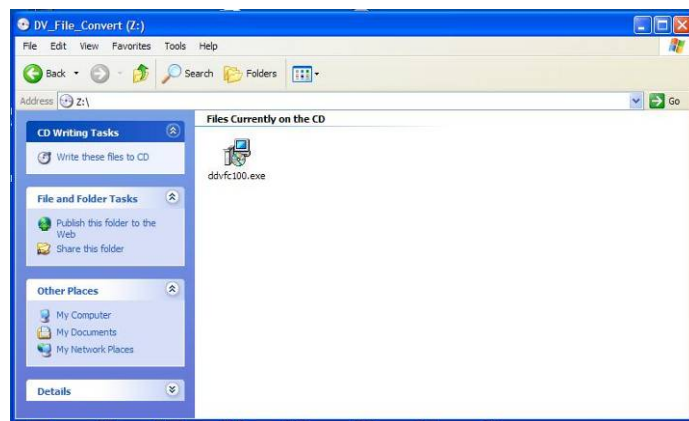 DV_File_Convert (Z:)
File Edit View Favorites Tools Help
Back Search Folders
Address Z:\ Go
Files Currently on the CD
CD Writing Tasks
Write these files to CD
ddvfc100.exe
File and Folder Tasks
Publish this folder to the
Web
Share this folder
Other Places
My Computer
My Documents
My Network Places
Details